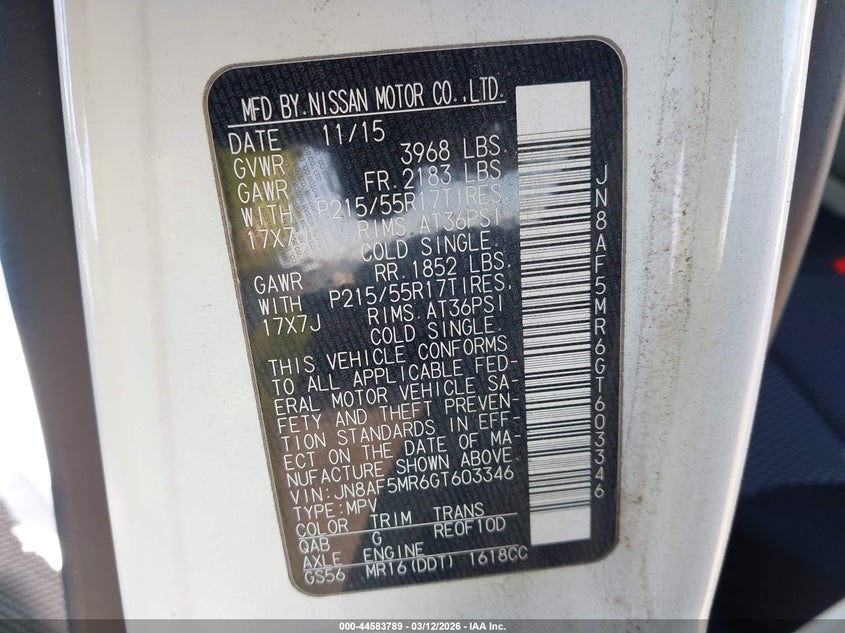 MFD BY.NISSAN MOTOR CO.,LTD.
DATE 11/15
GVWR 3968 LBS.
GAWR FR.2183 LBS.
WITH P215/55R17TIRES.
17X7J RIMS AT36PSI
COLD SINGLE.
GAWR RR.1852 LBS.
WITH P215/55R17TIRES.
17X7J RIMS AT36PSI
COLD SINGLE.
THIS VEHICLE CONFORMS
TO ALL APPLICABLE FED-
ERAL MOTOR VEHICLE SA-
FETY AND THEFT PREVEN-
TION STANDARDS IN EFF-
ECT ON THE DATE OF MA-
NUFACTURE SHOWN ABOVE.
VIN:JN8AF5MR6GT603346
TYPE:MPV
COLOR TRIM TRANS
QAB G RE0F10D
AXLE ENGINE
GS56 MR16(DDT) 1618CC
JN8AF5MR6GT603346
000-44583789 - 03/12/2026 - IAA Inc.